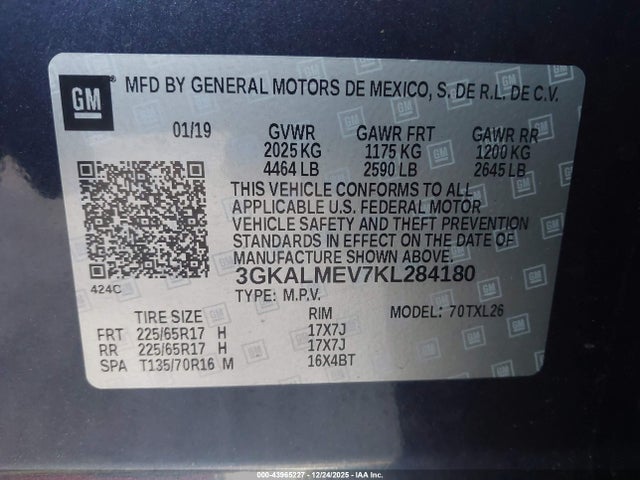 GM
MFD BY GENERAL MOTORS DE MEXICO, S. DE R.L. DE C.V.
01/19 GVWR GAWR FRT GAWR RR
2025 KG 1175 KG 1200 KG
4464 LB 2590 LB 2645 LB
THIS VEHICLE CONFORMS TO ALL
APPLICABLE U.S. FEDERAL MOTOR
VEHICLE SAFETY AND THEFT PREVENTION
STANDARDS IN EFFECT ON THE DATE OF
MANUFACTURE SHOWN ABOVE.
424C
3GKALMEV7KL284180
TYPE: M.P.V.
TIRE SIZE RIM MODEL: 70TXL26
FRT 225/65R17 H 17X7J
RR 225/65R17 H 17X7J
SPA T135/70R16 M 16X4BT
© 2000-43965227 - 12/24/2025 - IAA Inc.